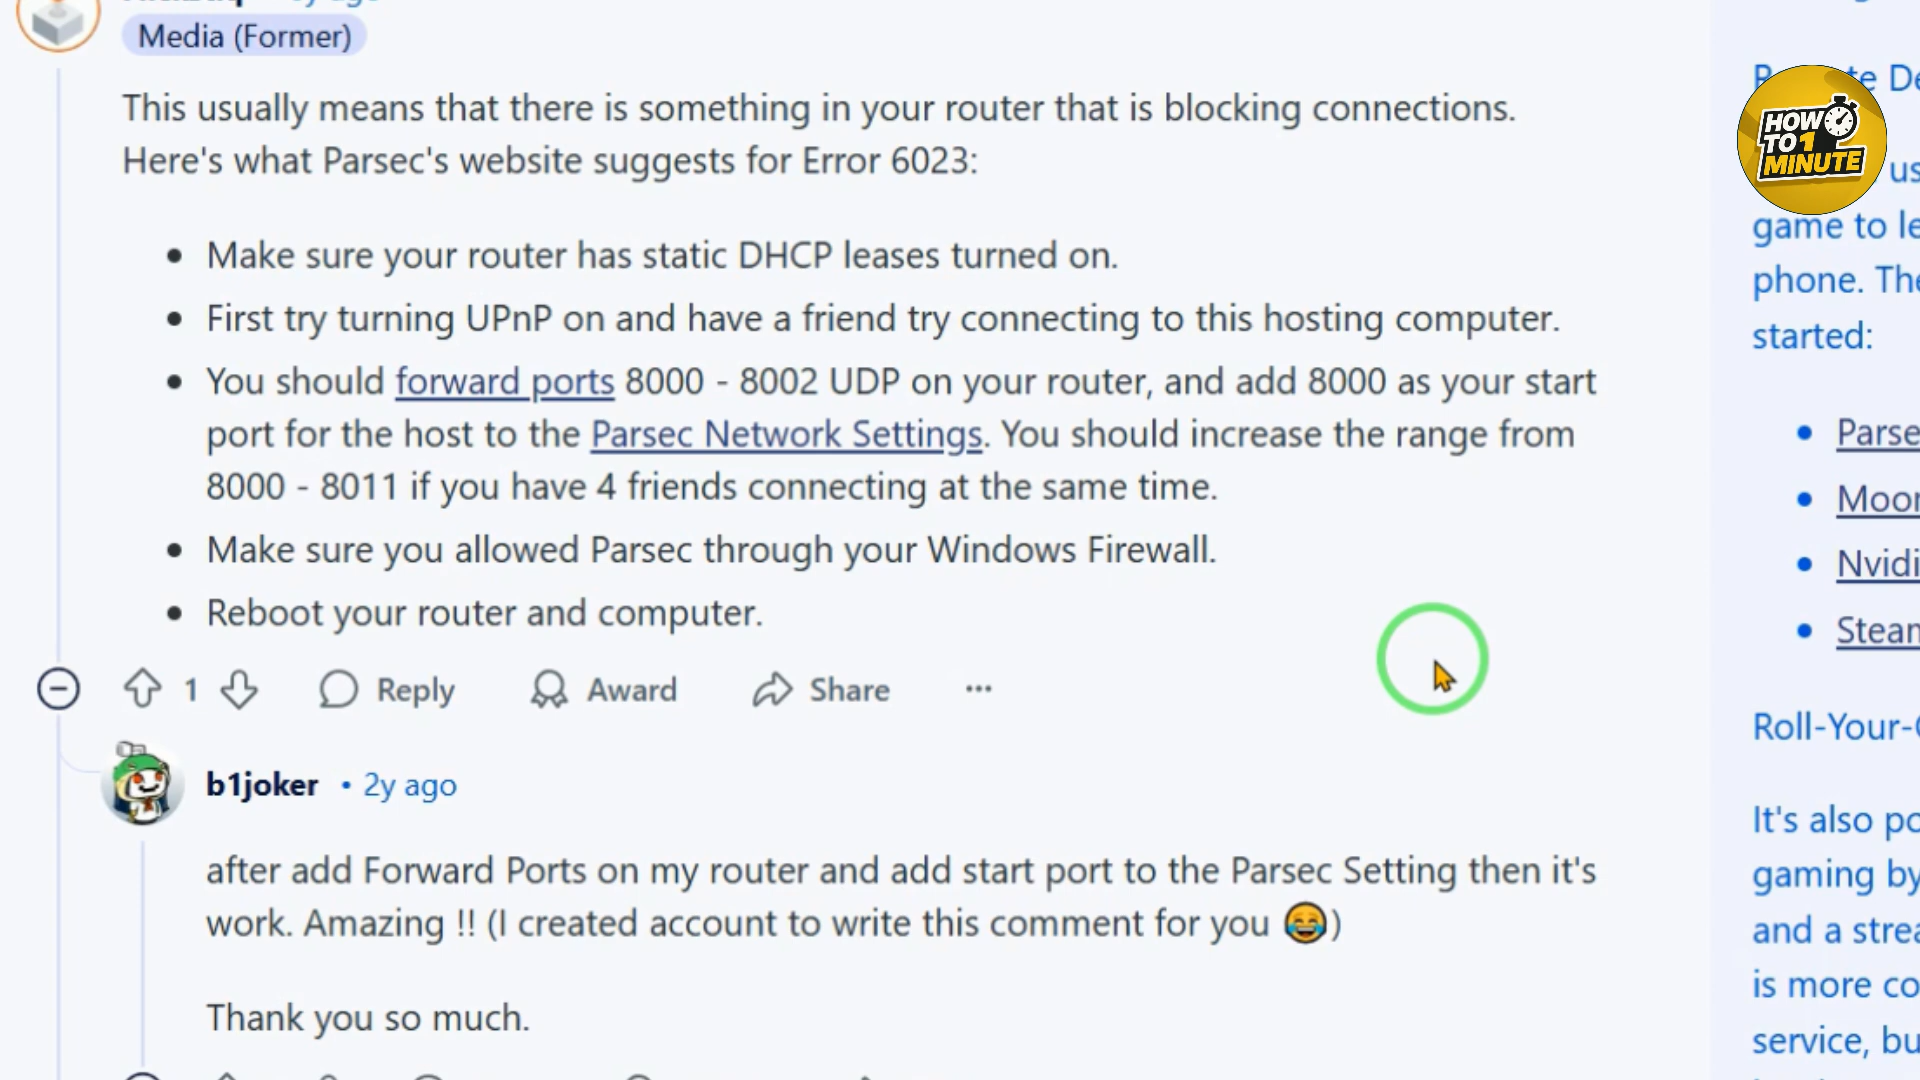 Media (Former)
This usually means that there is something in your router that is blocking connections.
Here's what Parsec's website suggests for Error 6023:
• Make sure your router has static DHCP leases turned on.
• First try turning UPnP on and have a friend try connecting to this hosting computer.
• You should forward ports 8000 - 8002 UDP on your router, and add 8000 as your start
port for the host to the Parsec Network Settings. You should increase the range from
8000 - 8011 if you have 4 friends connecting at the same time.
• Make sure you allowed Parsec through your Windows Firewall.
• Reboot your router and computer.
1 Reply Award Share ...
b1joker • 2y ago
after add Forward Ports on my router and add start port to the Parsec Setting then it's
work. Amazing !! (I created account to write this comment for you 😂)
Thank you so much.
HOW
TO 1
MINUTE
us
game to le
phone. The
started:
• Parse
• Moon
• Nvidi
• Steam
Roll-Your-
It's also po
gaming by
and a strea
is more co
service, bu